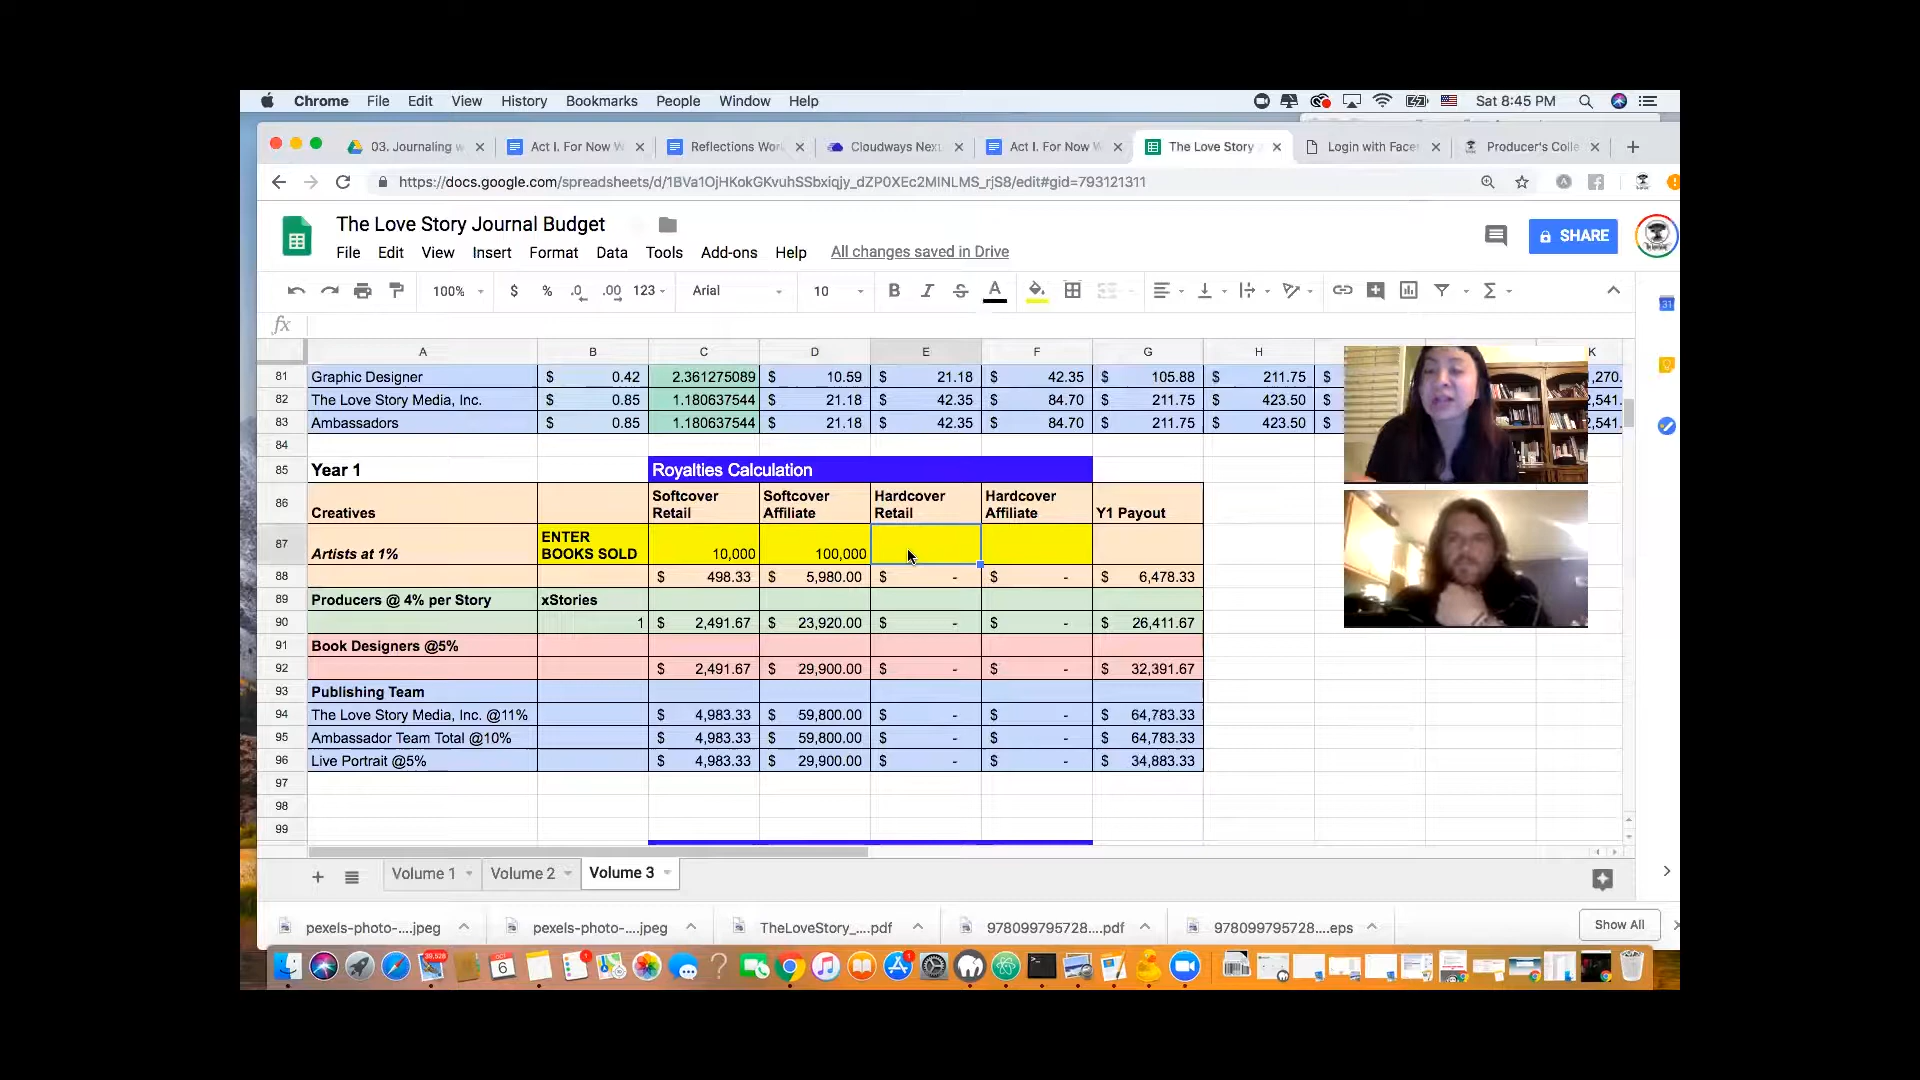 Chrome File Edit View History Bookmarks People Window Help Sat 8:45 PM
03. Journaling w Act I. For Now W Reflections Wor Cloudways Next Act I. For Now W The Love Story Login with Face Producer's Colle
https://docs.google.com/spreadsheets/d/1BVa1OjHKokGKvuhSSbxiqjy_dZP0XEc2MlNLMS_rjS8/edit#gid=793121311
The Love Story Journal Budget
File Edit View Insert Format Data Tools Add-ons Help All changes saved in Drive SHARE
100% $ % .0 .00 123 Arial 10 B I S A
fx
A B C D E F G H K
81 Graphic Designer $ 0.42 2.361275089 $ 10.59 $ 21.18 $ 42.35 $ 105.88 $ 211.75 $ ,270.
82 The Love Story Media, Inc. $ 0.85 1.180637544 $ 21.18 $ 42.35 $ 84.70 $ 211.75 $ 423.50 $ ,541.
83 Ambassadors $ 0.85 1.180637544 $ 21.18 $ 42.35 $ 84.70 $ 211.75 $ 423.50 $ 2,541.
84
85 Year 1 Royalties Calculation
86 Creatives Softcover Retail Softcover Affiliate Hardcover Retail Hardcover Affiliate Y1 Payout
87 Artists at 1% ENTER BOOKS SOLD 10,000 100,000
88 $ 498.33 $ 5,980.00 $ - $ - $ 6,478.33
89 Producers @ 4% per Story xStories
90 1 $ 2,491.67 $ 23,920.00 $ - $ - $ 26,411.67
91 Book Designers @5%
92 $ 2,491.67 $ 29,900.00 $ - $ - $ 32,391.67
93 Publishing Team
94 The Love Story Media, Inc. @11% $ 4,983.33 $ 59,800.00 $ - $ - $ 64,783.33
95 Ambassador Team Total @10% $ 4,983.33 $ 59,800.00 $ - $ - $ 64,783.33
96 Live Portrait @5% $ 4,983.33 $ 29,900.00 $ - $ - $ 34,883.33
97
98
99
Volume 1 Volume 2 Volume 3
pexels-photo-....jpeg pexels-photo-....jpeg TheLoveStory_....pdf 978099795728....pdf 978099795728....eps Show All